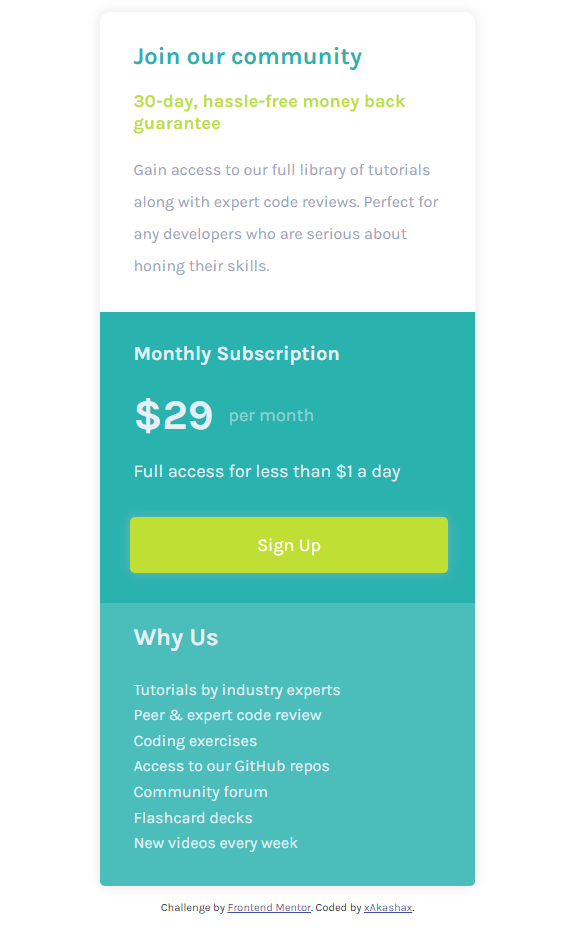 Join our community
30-day, hassle-free money back
guarantee
Gain access to our full library of tutorials
along with expert code reviews. Perfect for
any developers who are serious about
honing their skills.
Monthly Subscription
$29 per month
Full access for less than $1 a day
Sign Up
Why Us
Tutorials by industry experts
Peer & expert code review
Coding exercises
Access to our GitHub repos
Community forum
Flashcard decks
New videos every week
Challenge by Frontend Mentor. Coded by xAkashax.